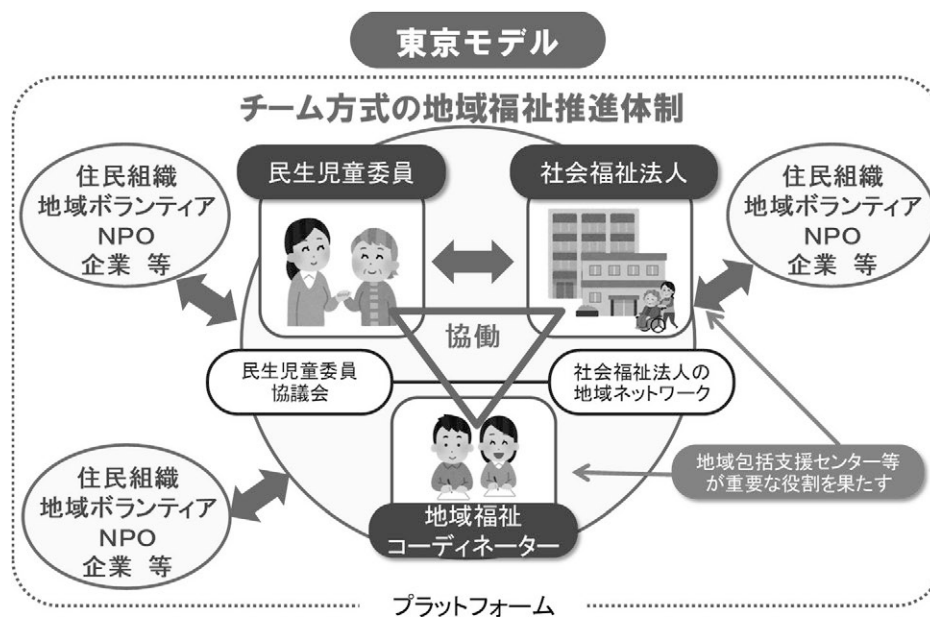 東京モデル
チーム方式の地域福祉推進体制
民生児童委員
社会福祉法人
住民組織
地域ボランティア
NPO
企業 等
住民組織
地域ボランティア
NPO
企業 等
協働
民生児童委員
協議会
社会福祉法人の
地域ネットワーク
住民組織
地域ボランティア
NPO
企業 等
地域包括支援センター等
が重要な役割を果たす
地域福祉
コーディネーター
プラットフォーム